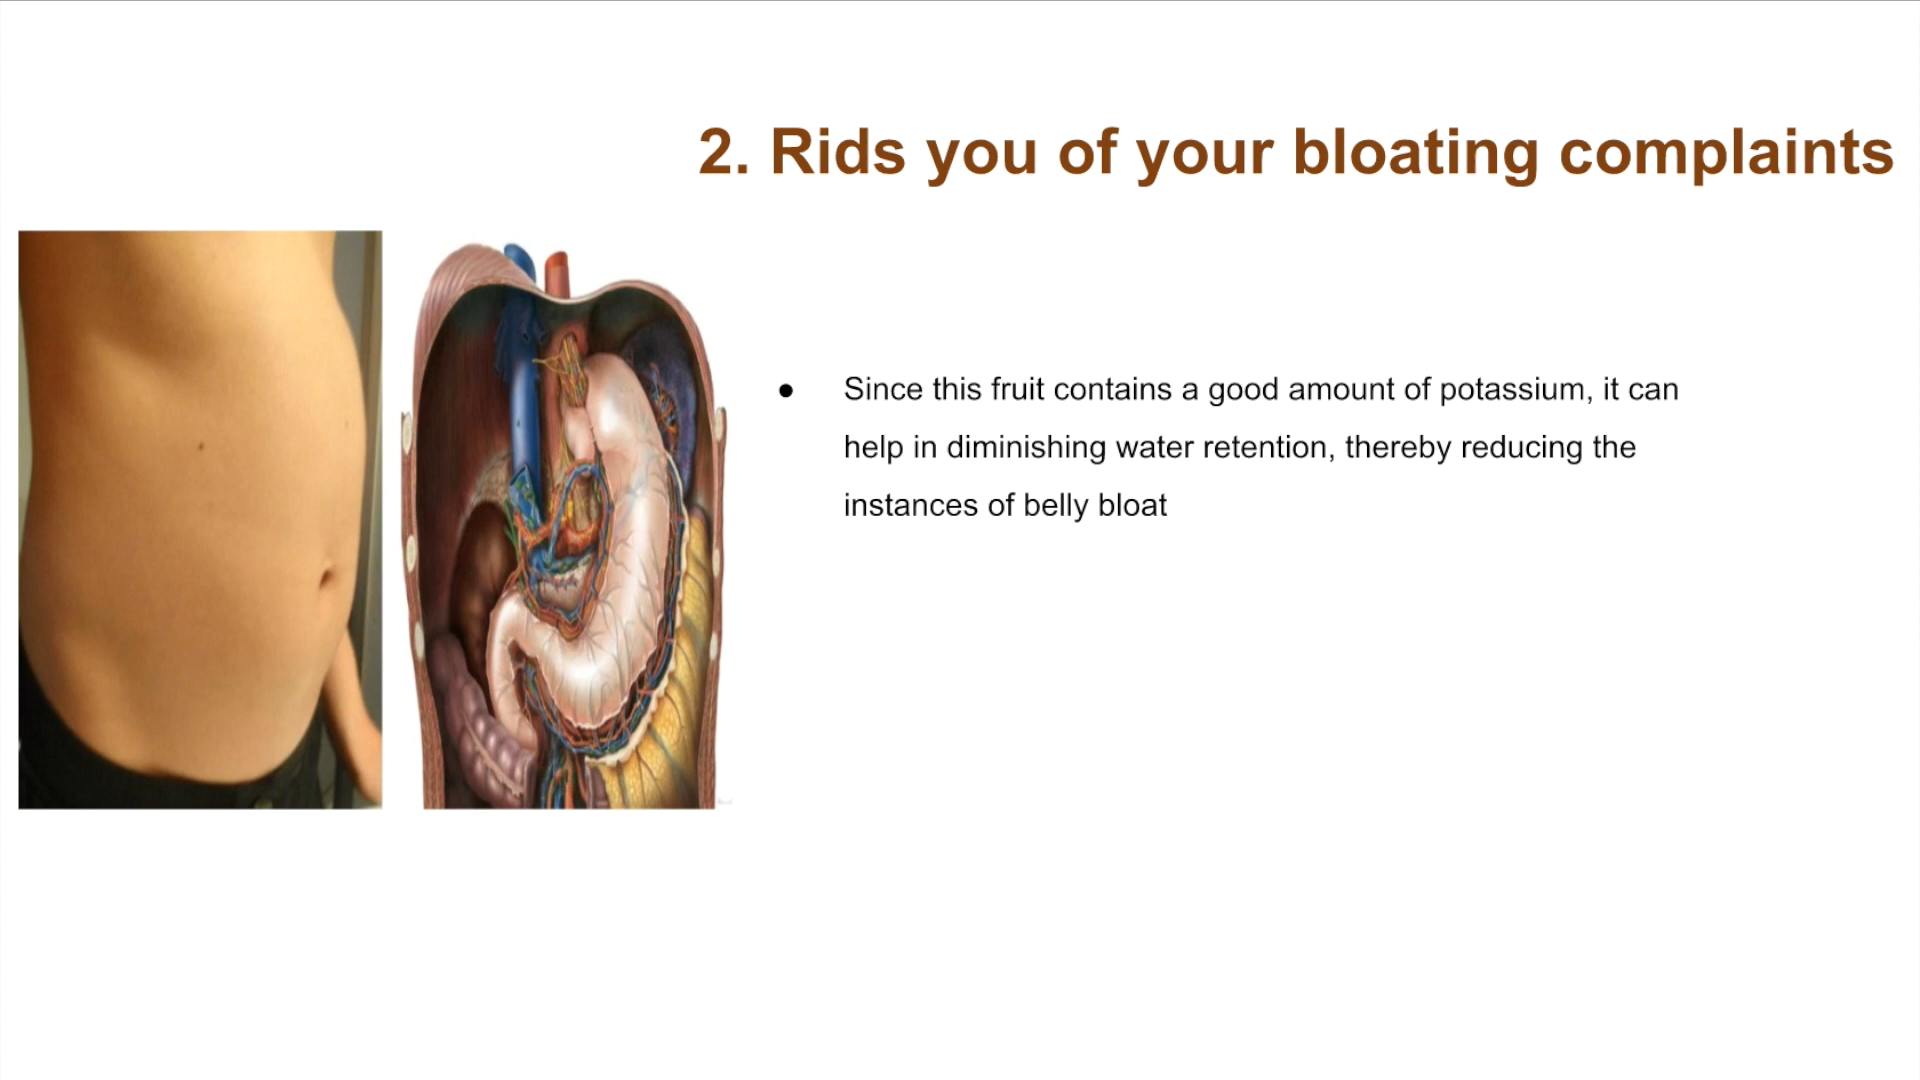 2. Rids you of your bloating complaints
● Since this fruit contains a good amount of potassium, it can
help in diminishing water retention, thereby reducing the
instances of belly bloat